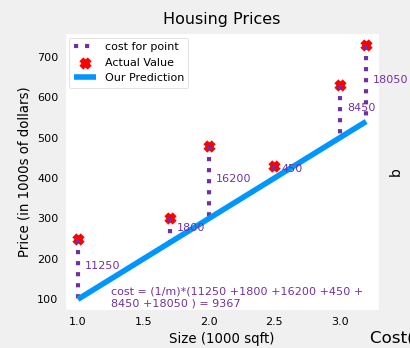 Housing Prices
cost for point
Actual Value
Our Prediction
Price (in 1000s of dollars)
700
600
500
400
300
200
100
11250
1800
16200
450
8450
18050
cost = (1/m)*(11250 +1800 +16200 +450 +
8450 +18050 ) = 9367
1.0 1.5 2.0 2.5 3.0
Size (1000 sqft)
b
Cost(